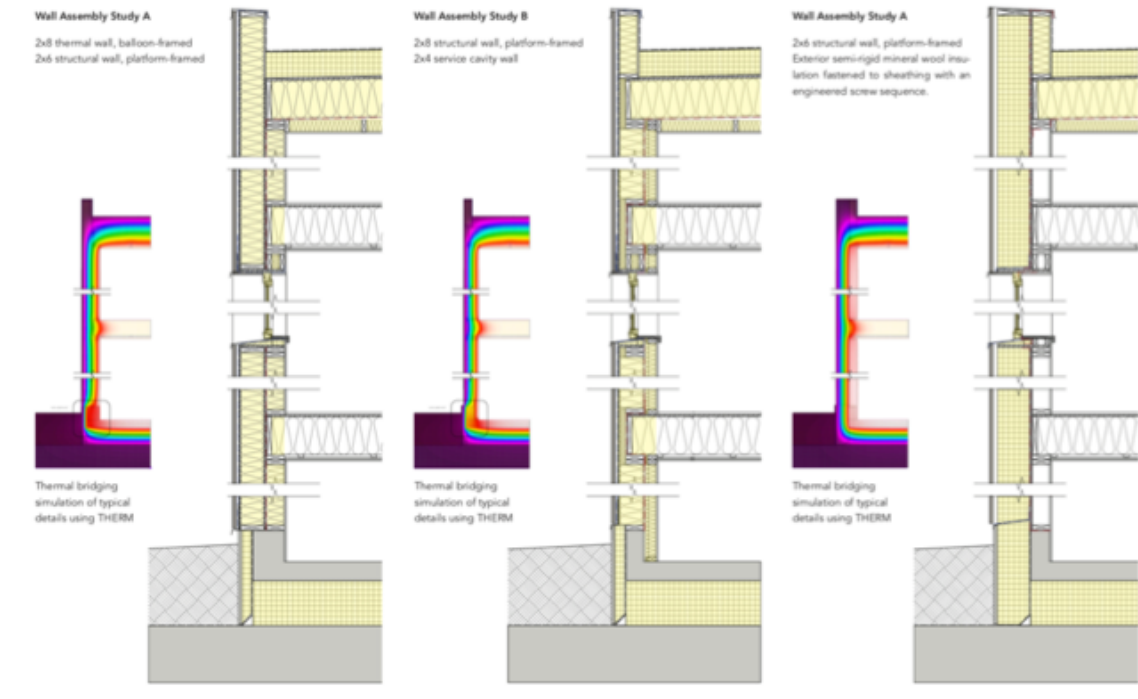 Wall Assembly Study A
2x8 thermal wall, balloon-framed
2x6 structural wall, platform-framed
Thermal bridging
simulation of typical
details using THERM
Wall Assembly Study B
2x8 structural wall, platform-framed
2x4 service cavity wall
Thermal bridging
simulation of typical
details using THERM
Wall Assembly Study A
2x6 structural wall, platform-framed
Exterior semi-rigid mineral wool insu-
lation fastened to sheathing with an
engineered screw sequence.
Thermal bridging
simulation of typical
details using THERM